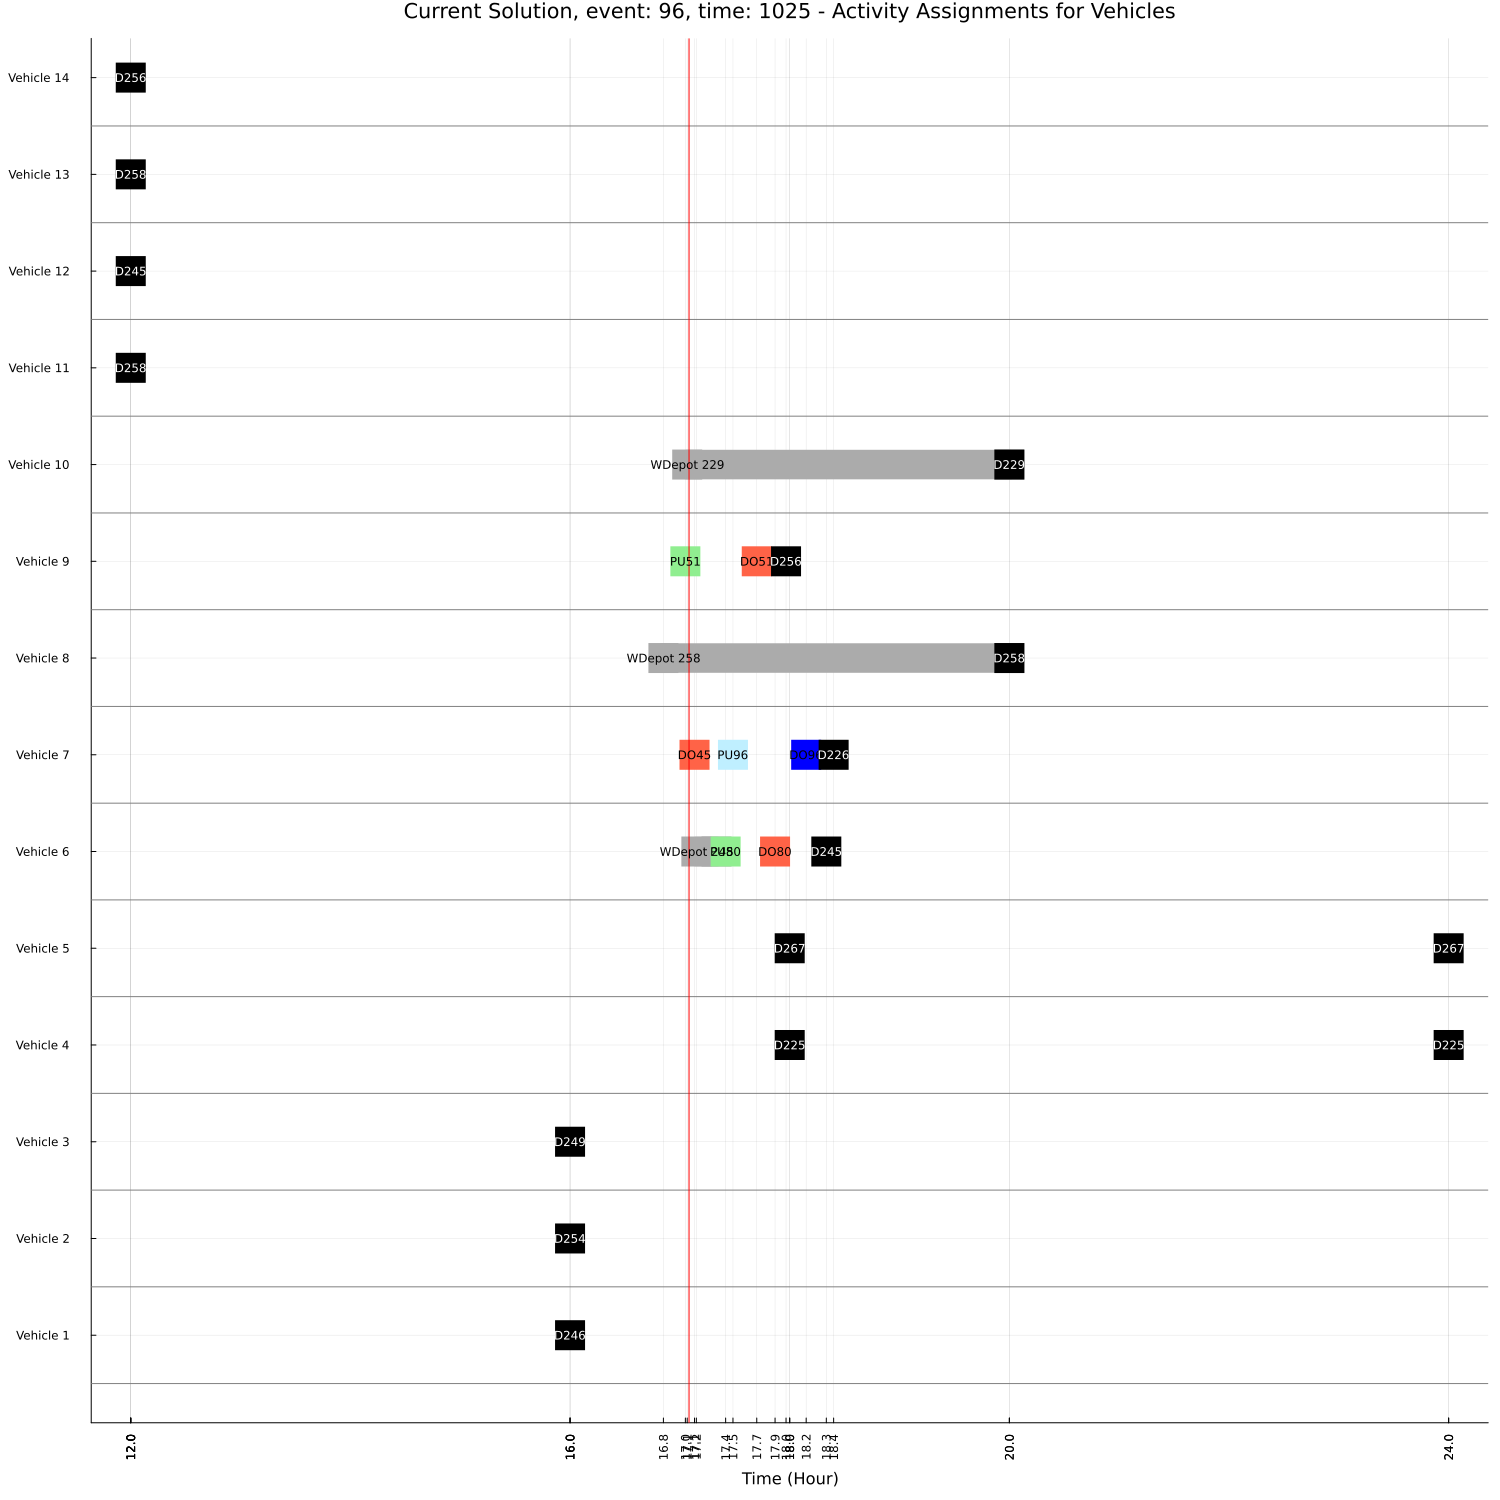 Current Solution, event: 96, time: 1025 - Activity Assignments for Vehicles
Vehicle 14
D256
Vehicle 13
D258
Vehicle 12
D245
Vehicle 11
D258
Vehicle 10
WDepot 229
D229
Vehicle 9
PU51
DO51
D256
Vehicle 8
WDepot 258
D258
Vehicle 7
DO45
PU96
D226
Vehicle 6
WDepot
DO80
D245
Vehicle 5
D267
D267
Vehicle 4
D225
D225
Vehicle 3
D249
Vehicle 2
D254
Vehicle 1
D246
12.0
16.0
16.8
17.4
17.5
17.7
17.9
18.2
18.4
20.0
24.0
Time (Hour)